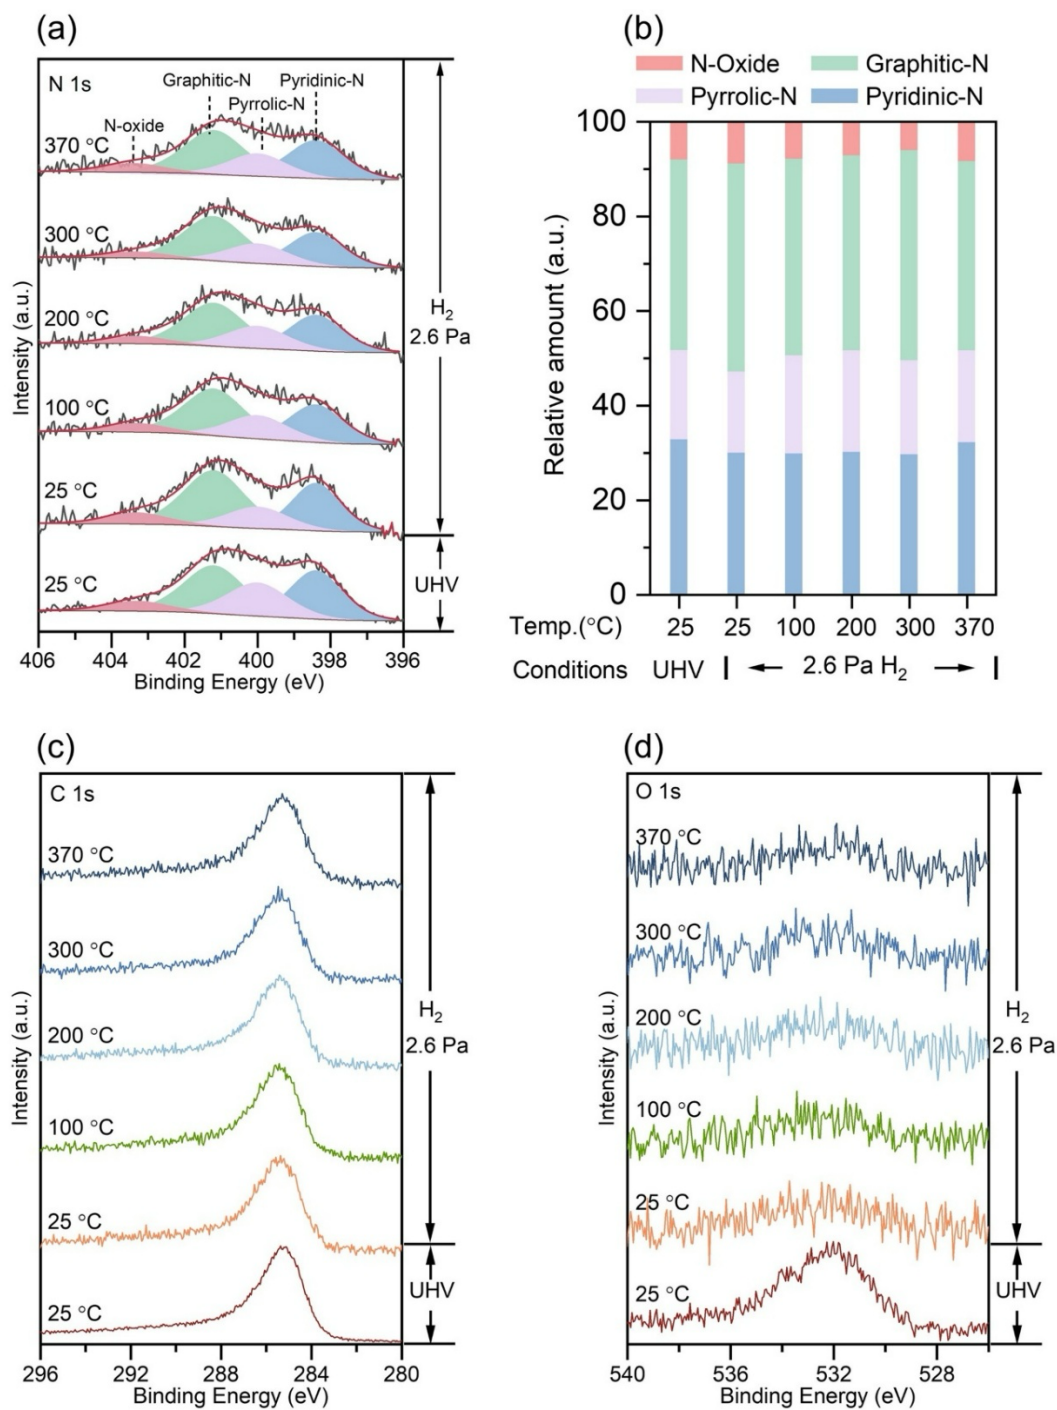 (a)
N 1s
Graphitic-N
Pyridinic-N
Pyrrolic-N
N-oxide
370 °C
300 °C
200 °C
100 °C
25 °C
25 °C
H2
2.6 Pa
UHV
Intensity (a.u.)
406 404 402 400 398 396
Binding Energy (eV)
(b)
N-Oxide Graphitic-N
Pyrrolic-N Pyridinic-N
100
80
60
40
20
0
Relative amount (a.u.)
Temp.(°C) 25 25 100 200 300 370
Conditions UHV 2.6 Pa H2
(c)
C 1s
370 °C
300 °C
200 °C
100 °C
25 °C
25 °C
H2
2.6 Pa
UHV
Intensity (a.u.)
296 292 288 284 280
Binding Energy (eV)
(d)
O 1s
370 °C
300 °C
200 °C
100 °C
25 °C
25 °C
H2
2.6 Pa
UHV
Intensity (a.u.)
540 536 532 528
Binding Energy (eV)